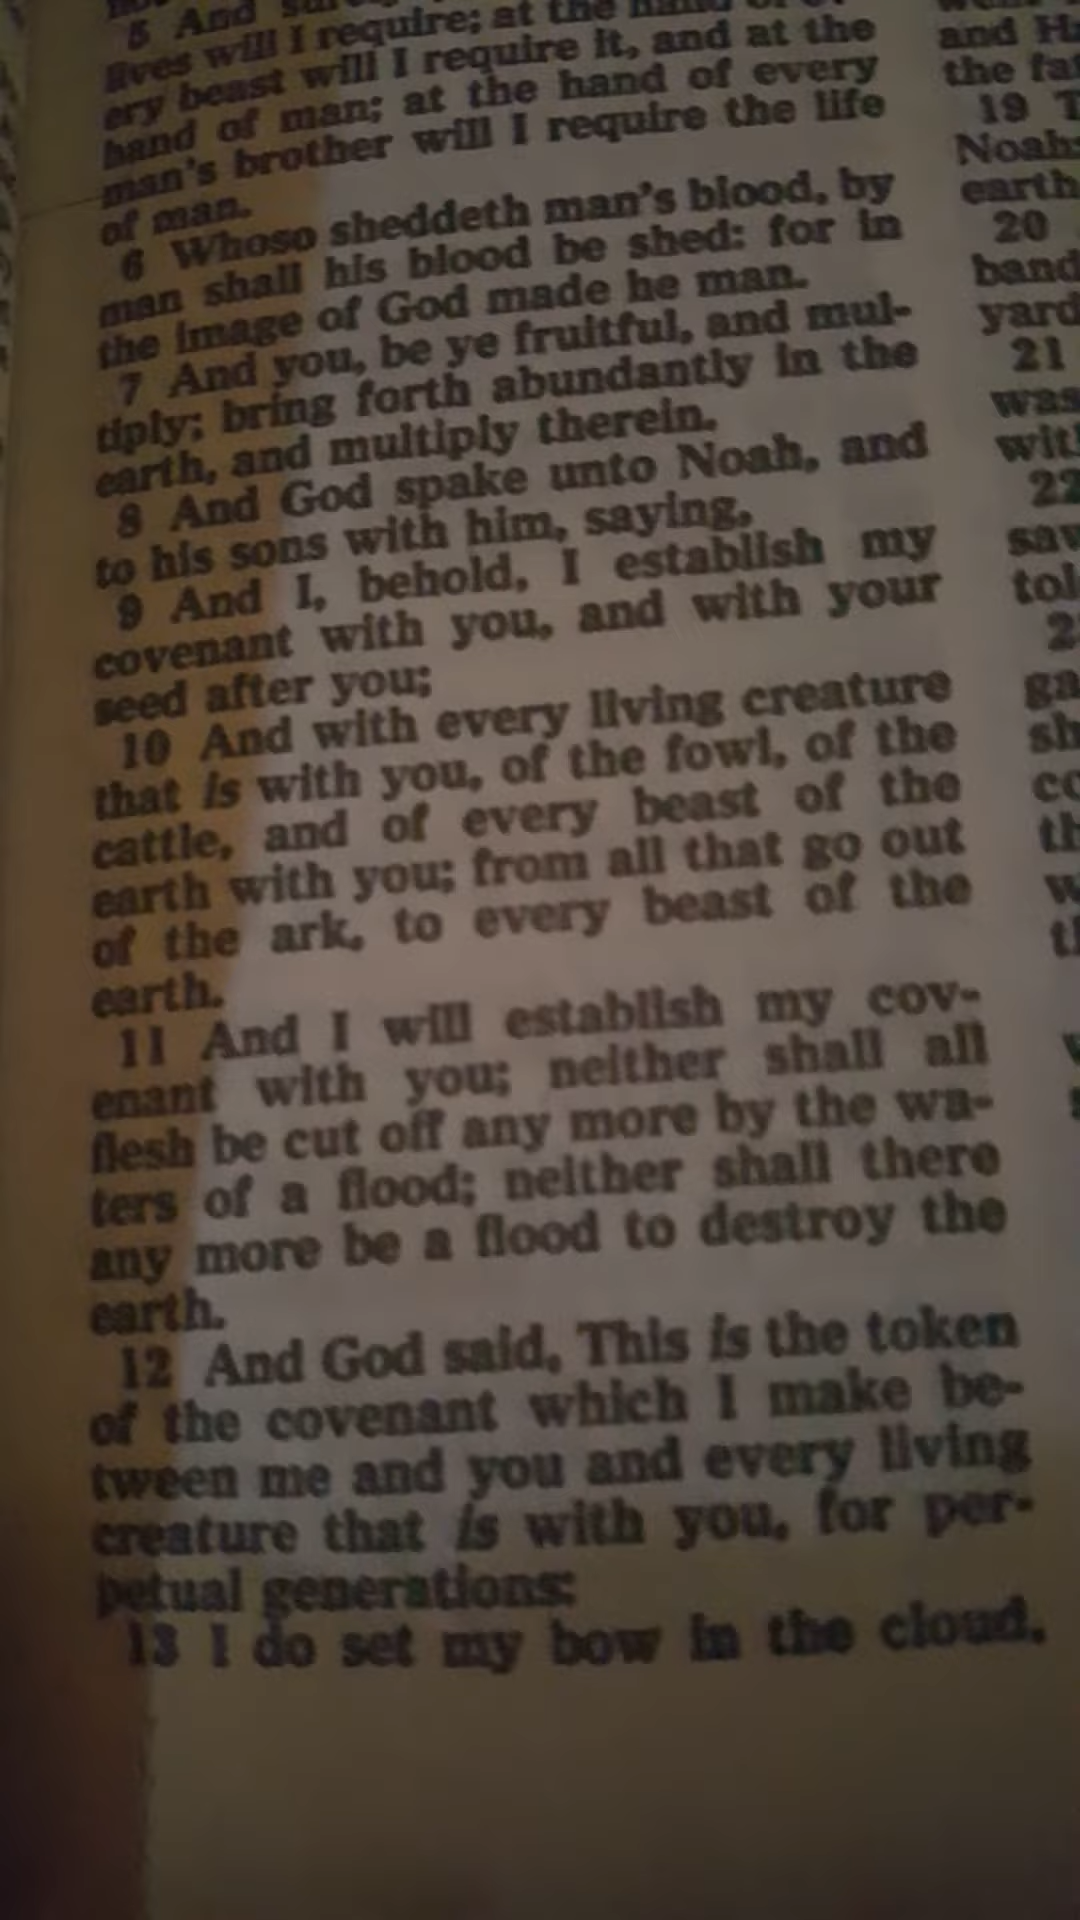 5 And
lives will I require; at the hand of
ery beast will I require it, and at the
hand of man; at the hand of every
man's brother will I require the life
of man.
6 Whoso sheddeth man's blood, by
man shall his blood be shed: for in
the image of God made he man.
7 And you, be ye fruitful, and mul-
tiply; bring forth abundantly in the
earth, and multiply therein.
8 And God spake unto Noah, and
to his sons with him, saying,
9 And I, behold, I establish my
covenant with you, and with your
seed after you;
10 And with every living creature
that is with you, of the fowl, of the
cattle, and of every beast of the
earth with you; from all that go out
of the ark, to every beast of the
earth.
11 And I will establish my cov-
enant with you; neither shall all
flesh be cut off any more by the wa-
ters of a flood; neither shall there
any more be a flood to destroy the
earth.
12 And God said, This is the token
of the covenant which I make be-
tween me and you and every living
creature that is with you, for per-
petual generations:
13 I do set my bow in the cloud,
and
the
19
Noah
earth
20
band
yard
21
was
22
2